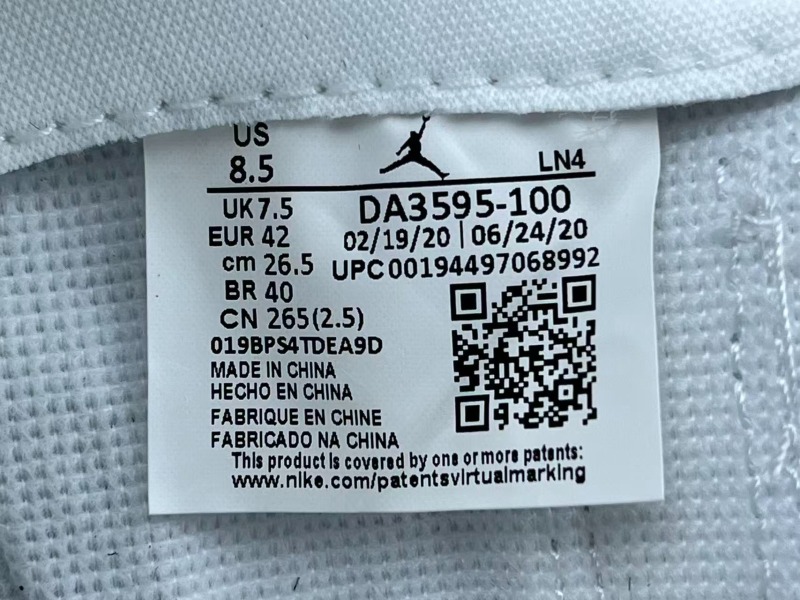 US
8.5
LN4
UK 7.5
DA3595-100
EUR 42
02/19/20 | 06/24/20
cm 26.5
UPC00194497068992
BR 40
CN 265(2.5)
019BPS4TDEA9D
MADE IN CHINA
HECHO EN CHINA
FABRIQUE EN CHINE
FABRICADO NA CHINA
This product is covered by one or more patents:
www.nike.com/patentsvirtualmarking